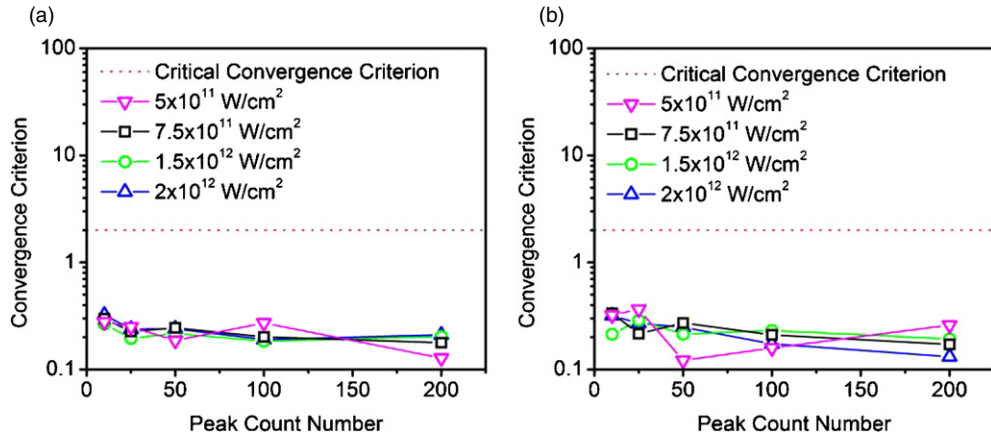 (a)
100
10
1
0.1
Convergence Criterion
Critical Convergence Criterion
5x10¹¹ W/cm²
7.5x10¹¹ W/cm²
1.5x10¹² W/cm²
2x10¹² W/cm²
0 50 100 150 200
Peak Count Number
(b)
100
10
1
0.1
Convergence Criterion
Critical Convergence Criterion
5x10¹¹ W/cm²
7.5x10¹¹ W/cm²
1.5x10¹² W/cm²
2x10¹² W/cm²
0 50 100 150 200
Peak Count Number